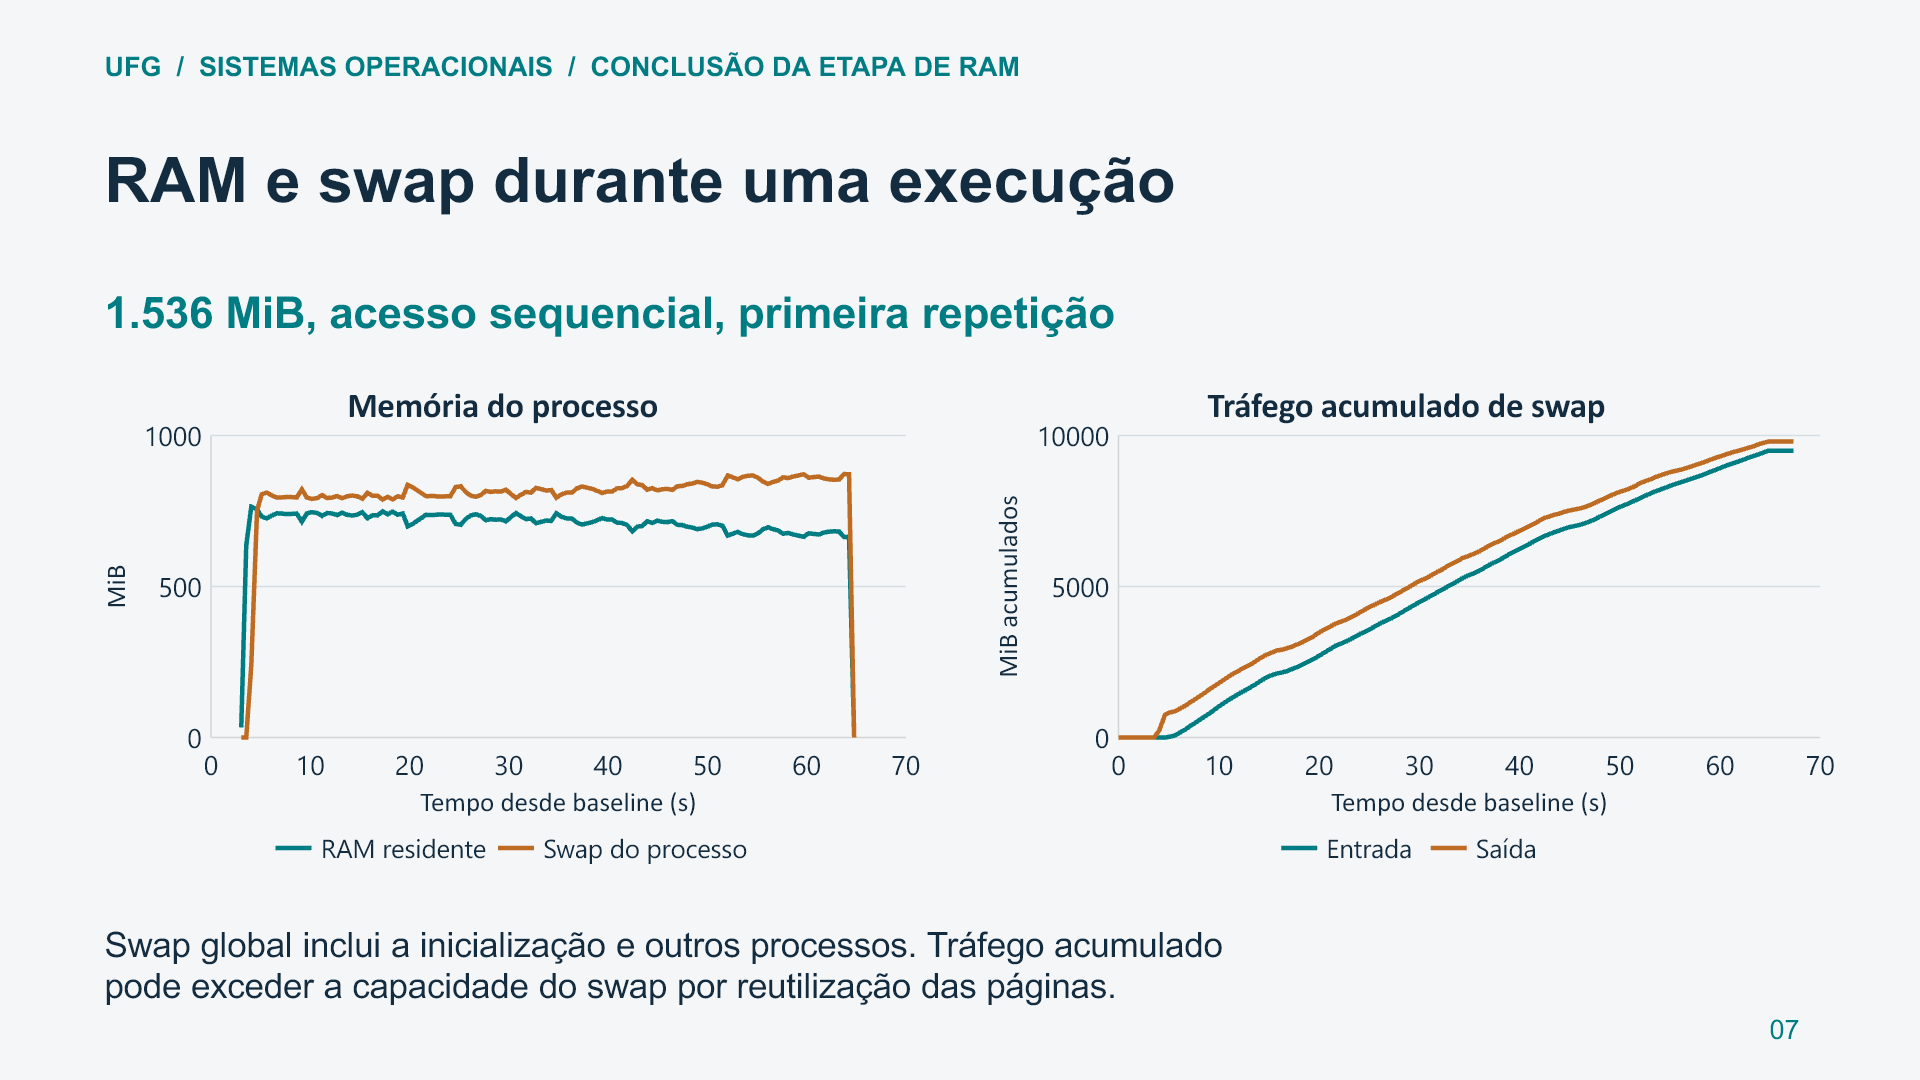 UFG / SISTEMAS OPERACIONAIS / CONCLUSÃO DA ETAPA DE RAM
RAM e swap durante uma execução
1.536 MiB, acesso sequencial, primeira repetição
Memória do processo
1000
500
0
MiB
0 10 20 30 40 50 60 70
Tempo desde baseline (s)
RAM residente Swap do processo
Tráfego acumulado de swap
10000
5000
0
MiB acumulados
0 10 20 30 40 50 60 70
Tempo desde baseline (s)
Entrada Saída
Swap global inclui a inicialização e outros processos. Tráfego acumulado
pode exceder a capacidade do swap por reutilização das páginas.
07